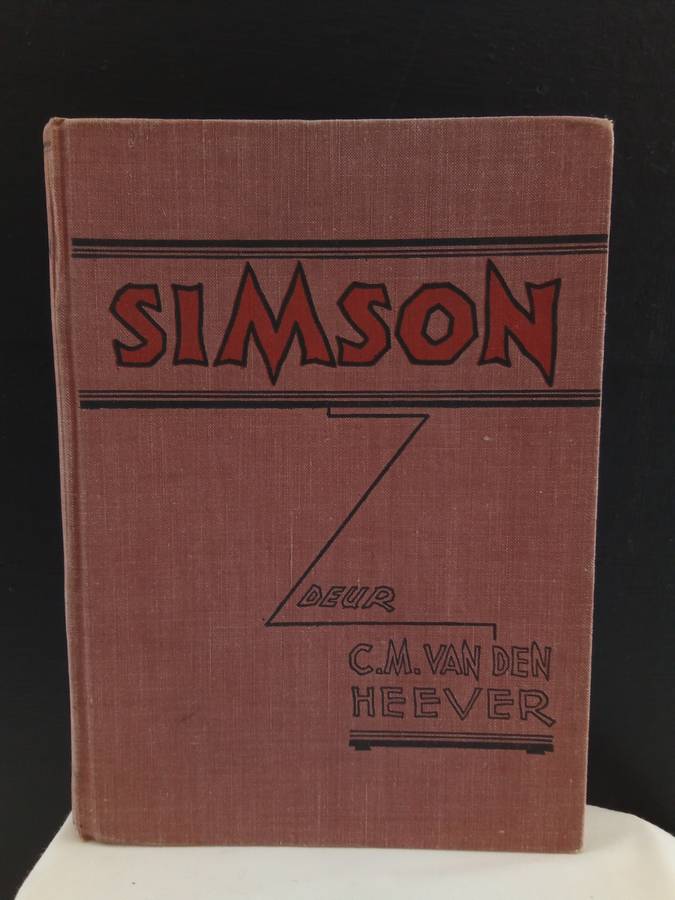 SIMSON
DEUR
C.M. VAN DEN
HEEVER